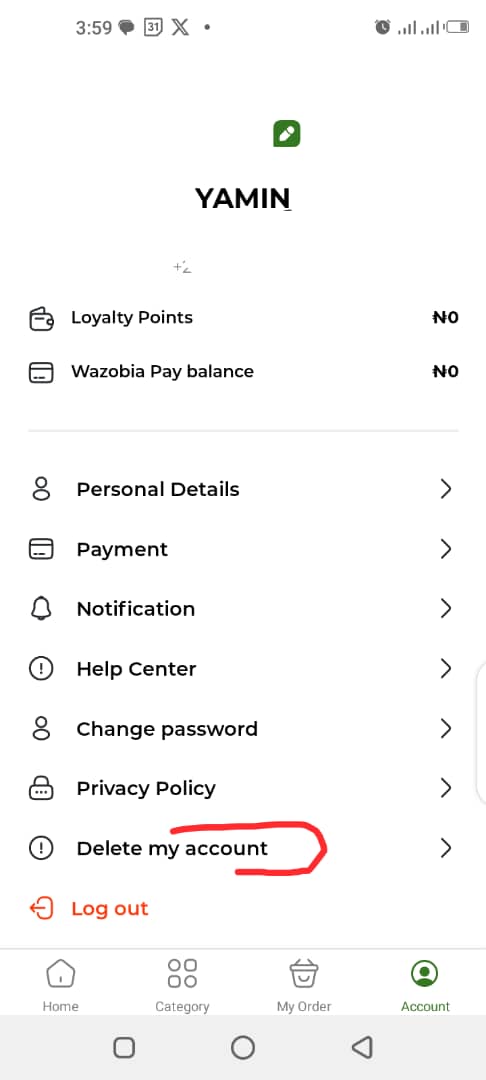 3:59
31
YAMIN
Loyalty Points ₦0
Wazobia Pay balance ₦0
Personal Details
Payment
Notification
Help Center
Change password
Privacy Policy
Delete my account
Log out
Home Category My Order Account